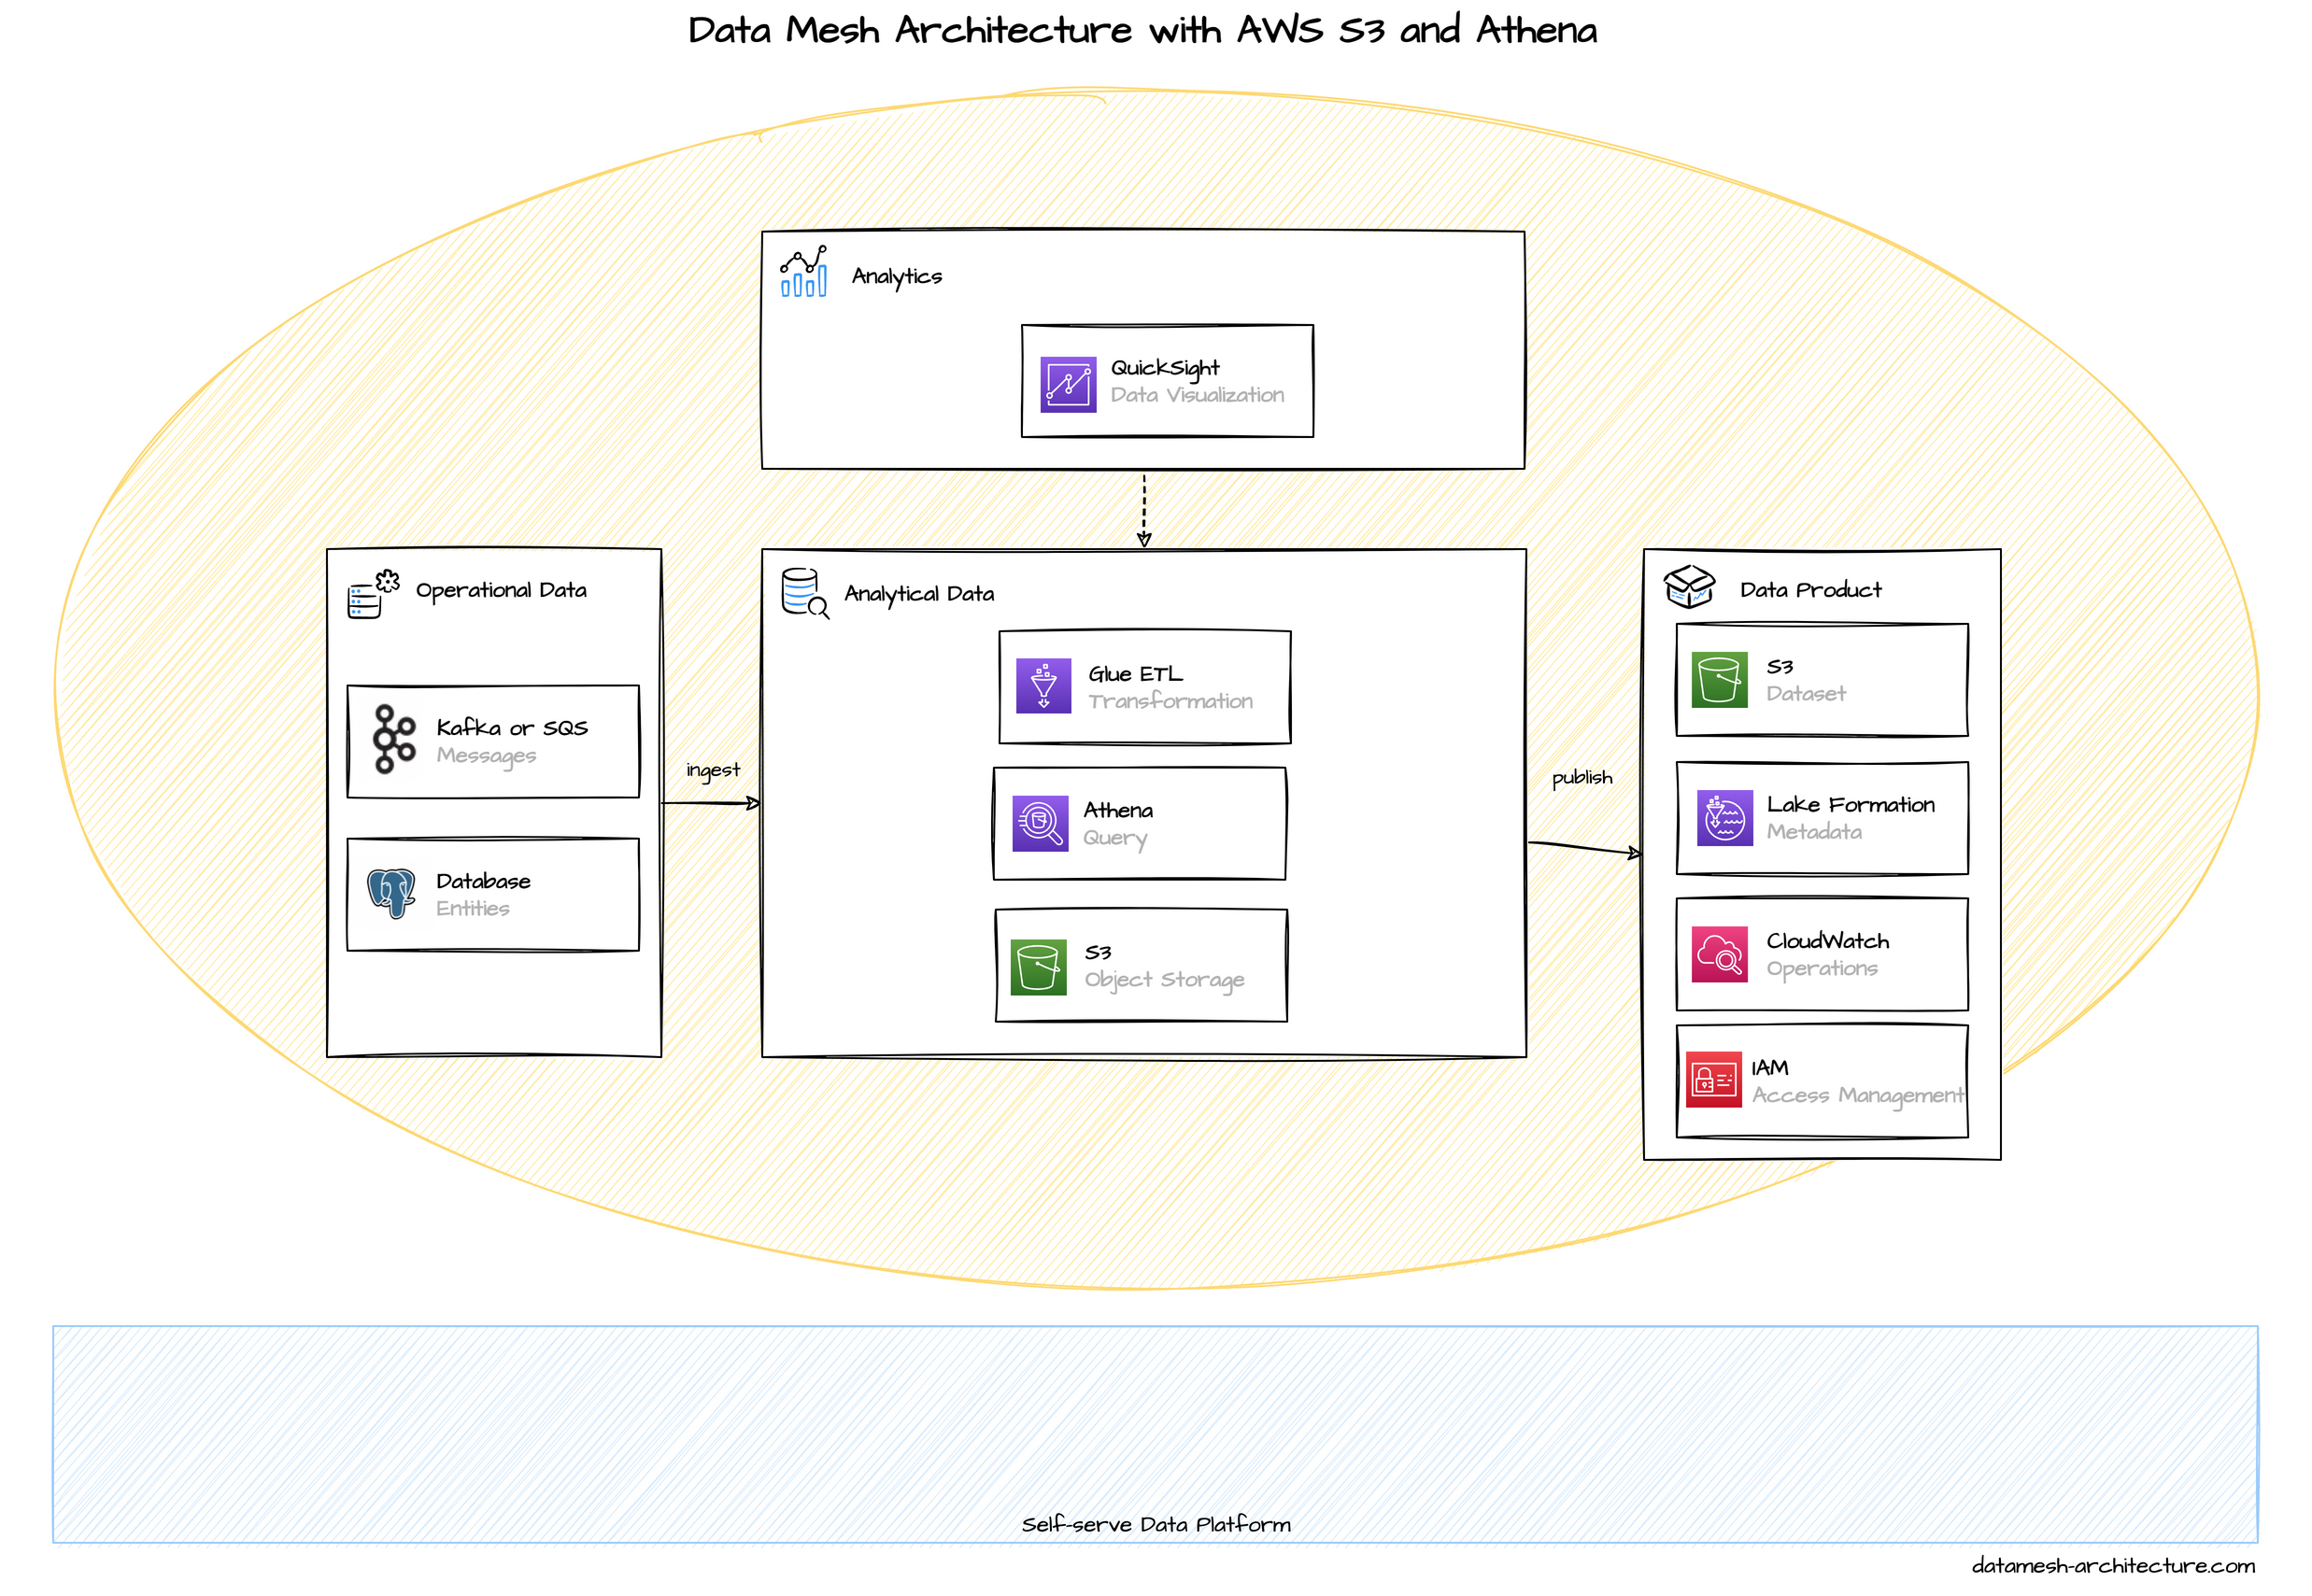 Data Mesh Architecture with AWS S3 and Athena
Analytics
QuickSight
Data Visualization
Operational Data
Kafka or SQS
Messages
Database
Entities
ingest
Analytical Data
Glue ETL
Transformation
Athena
Query
S3
Object Storage
publish
Data Product
S3
Dataset
Lake Formation
Metadata
CloudWatch
Operations
IAM
Access Management
Self-serve Data Platform
datamesh-architecture.com